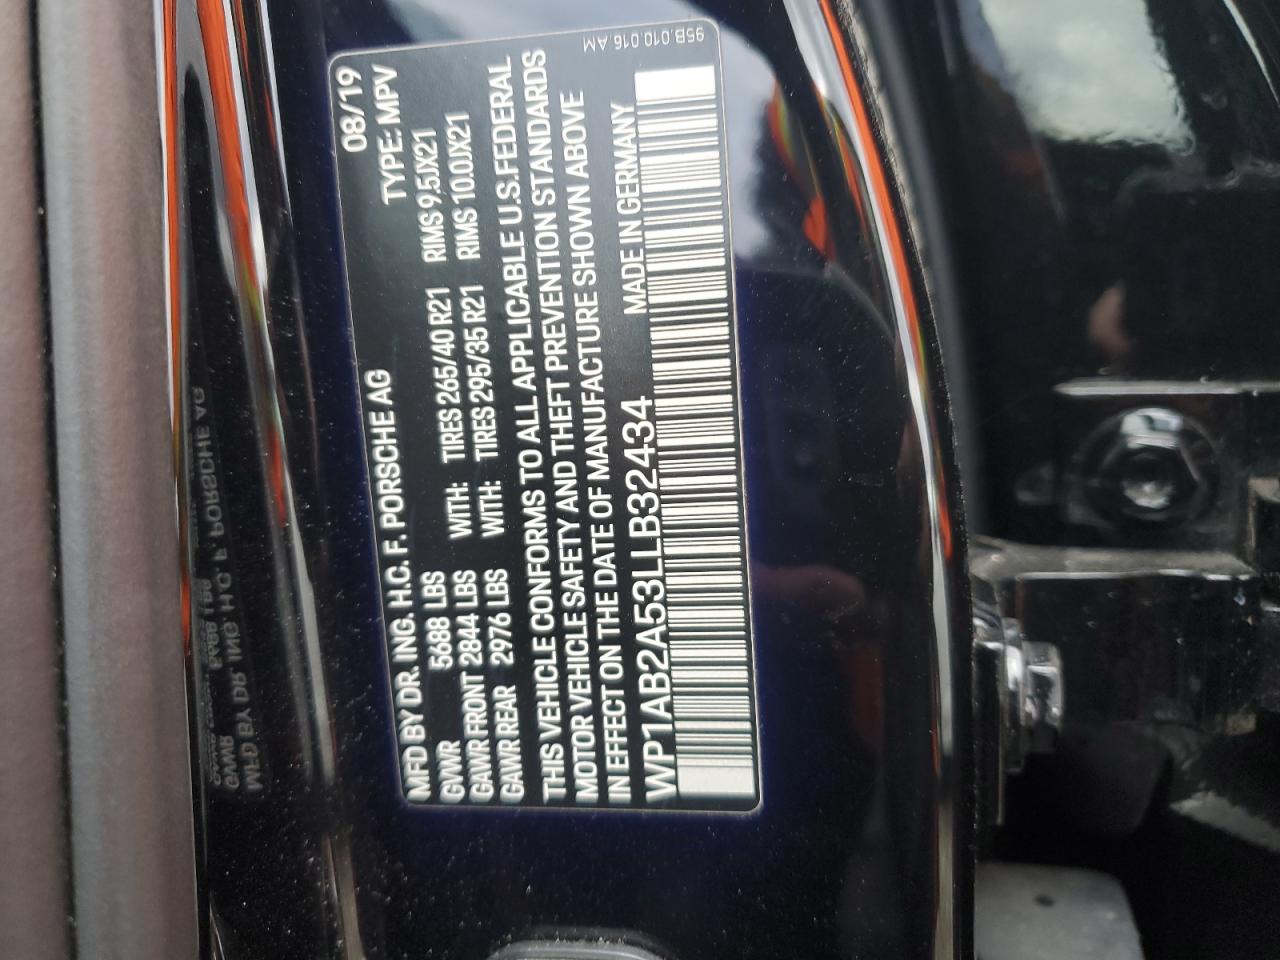 08/19
MFD BY DR. ING. H.C. F. PORSCHE AG TYPE: MPV
GVWR 5688 LBS
GAWR FRONT 2844 LBS WITH: TIRES 265/40 R21 RIMS 9,5JX21
GAWR REAR 2976 LBS WITH: TIRES 295/35 R21 RIMS 10.0JX21
THIS VEHICLE CONFORMS TO ALL APPLICABLE U.S.FEDERAL
MOTOR VEHICLE SAFETY AND THEFT PREVENTION STANDARDS
IN EFFECT ON THE DATE OF MANUFACTURE SHOWN ABOVE
WP1AB2A53LLB32434 MADE IN GERMANY
95B.010.016.AM